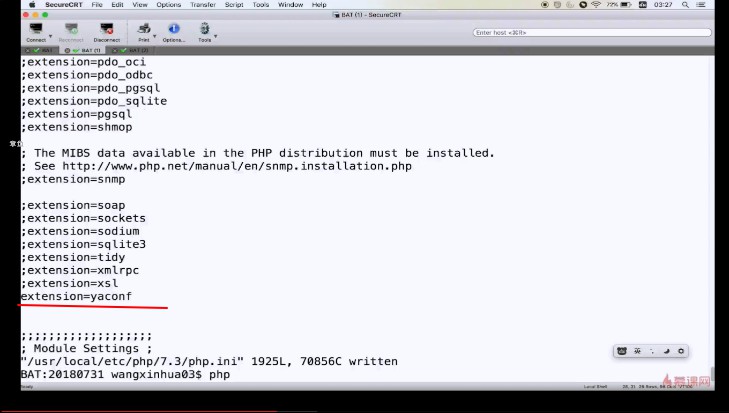 SecureCRT File Edit View Options Transfer Script Tools Window Help 72% 03:27
BAT (1) - SecureCRT
Connect Reconnect Disconnect Print Options... Tools
Enter host <⌘R>
BAT BAT (1) BAT (2)
;extension=pdo_oci
;extension=pdo_odbc
;extension=pdo_pgsql
;extension=pdo_sqlite
;extension=pgsql
;extension=shmop
; The MIBS data available in the PHP distribution must be installed.
; See http://www.php.net/manual/en/snmp.installation.php
;extension=snmp
;extension=soap
;extension=sockets
;extension=sodium
;extension=sqlite3
;extension=tidy
;extension=xmlrpc
;extension=xsl
extension=yaconf
;;;;;;;;;;;;;;;;;;;
; Module Settings ;
"/usr/local/etc/php/7.3/php.ini" 1925L, 70856C written
BAT:20180731 wangxinhua03$ php
英
慕课网
Ready